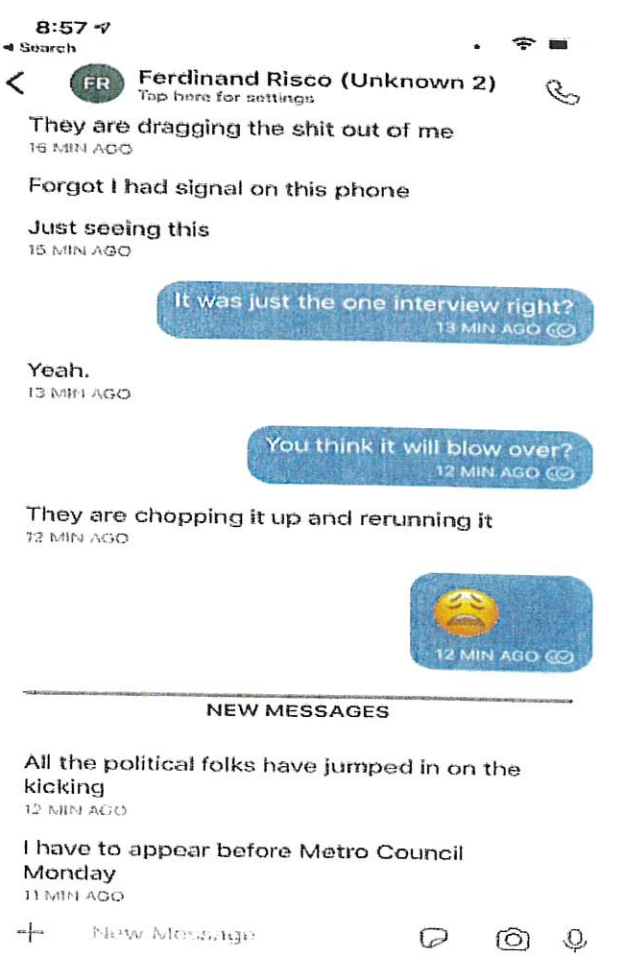 8:57
Search
FR
Ferdinand Risco (Unknown 2)
Tap here for settings
They are dragging the shit out of me
16 MIN AGO
Forgot I had signal on this phone
Just seeing this
15 MIN AGO
It was just the one interview right?
13 MIN AGO
Yeah.
13 MIN AGO
You think it will blow over?
12 MIN AGO
They are chopping it up and rerunning it
12 MIN AGO
12 MIN AGO
NEW MESSAGES
All the political folks have jumped in on the
kicking
12 MIN AGO
I have to appear before Metro Council
Monday
11 MIN AGO
New Message